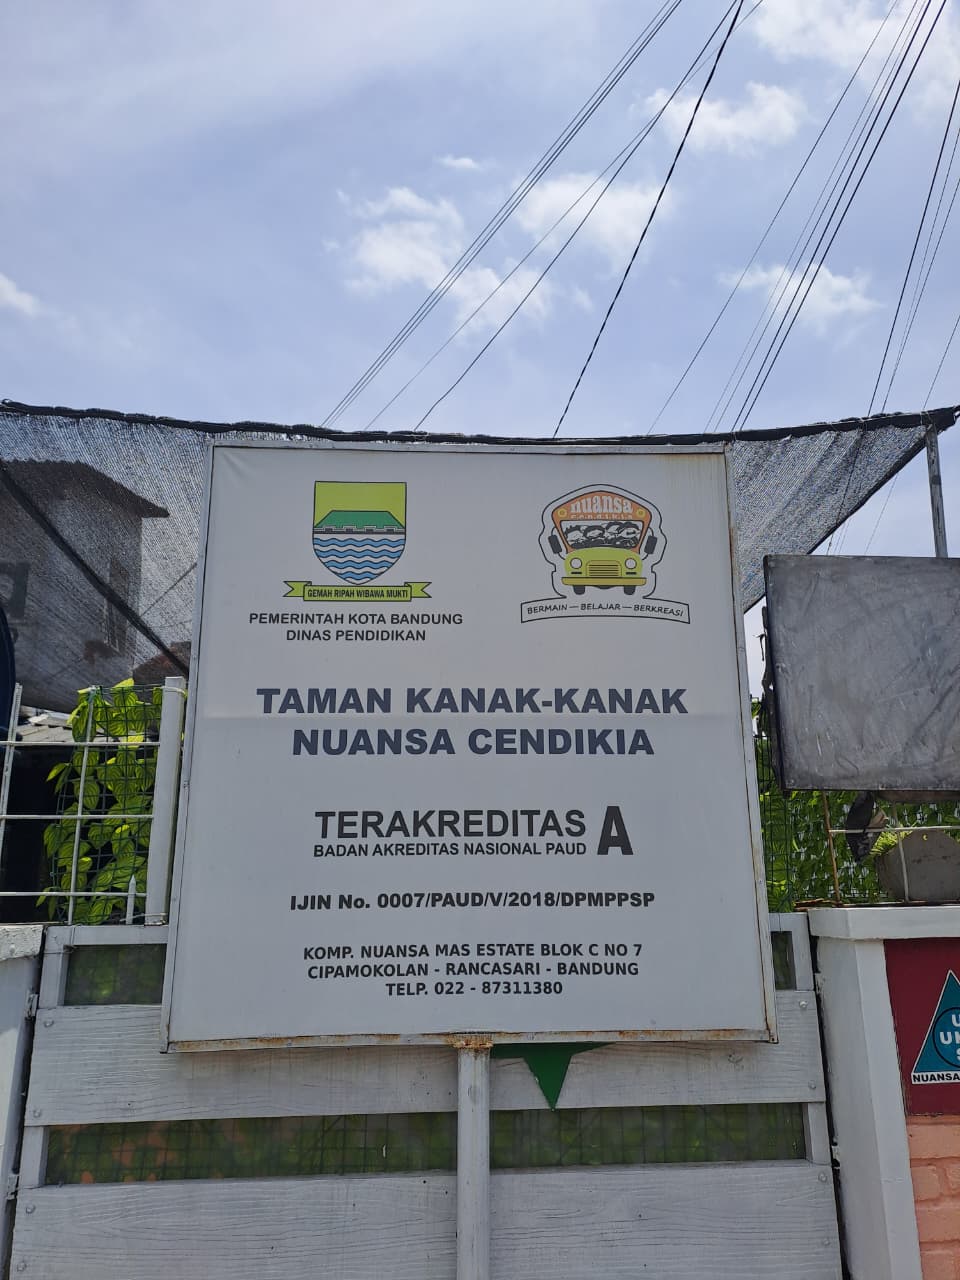 GEMAH RIPAH WIBAWA MUKTI
PEMERINTAH KOTA BANDUNG
DINAS PENDIDIKAN
nuansa
cendikia
BERMAIN — BELAJAR — BERKREASI
TAMAN KANAK-KANAK
NUANSA CENDIKIA
TERAKREDITAS A
BADAN AKREDITAS NASIONAL PAUD
IJIN No. 0007/PAUD/V/2018/DPMPPSP
KOMP. NUANSA MAS ESTATE BLOK C NO 7
CIPAMOKOLAN - RANCASARI - BANDUNG
TELP. 022 - 87311380
NUANSA